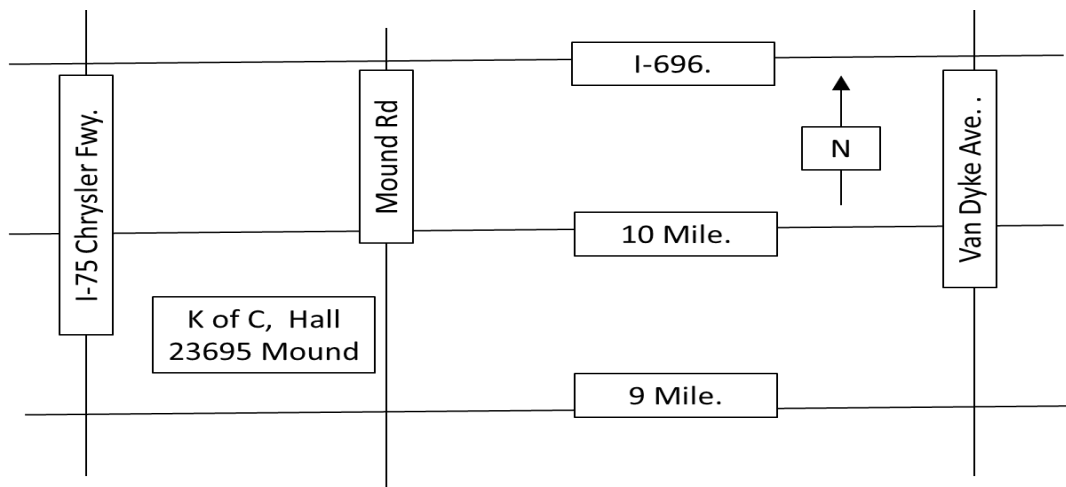 I-696.
I-75 Chrysler Fwy.
Mound Rd
N
Van Dyke Ave. .
10 Mile.
K of C,  Hall
23695 Mound
9 Mile.